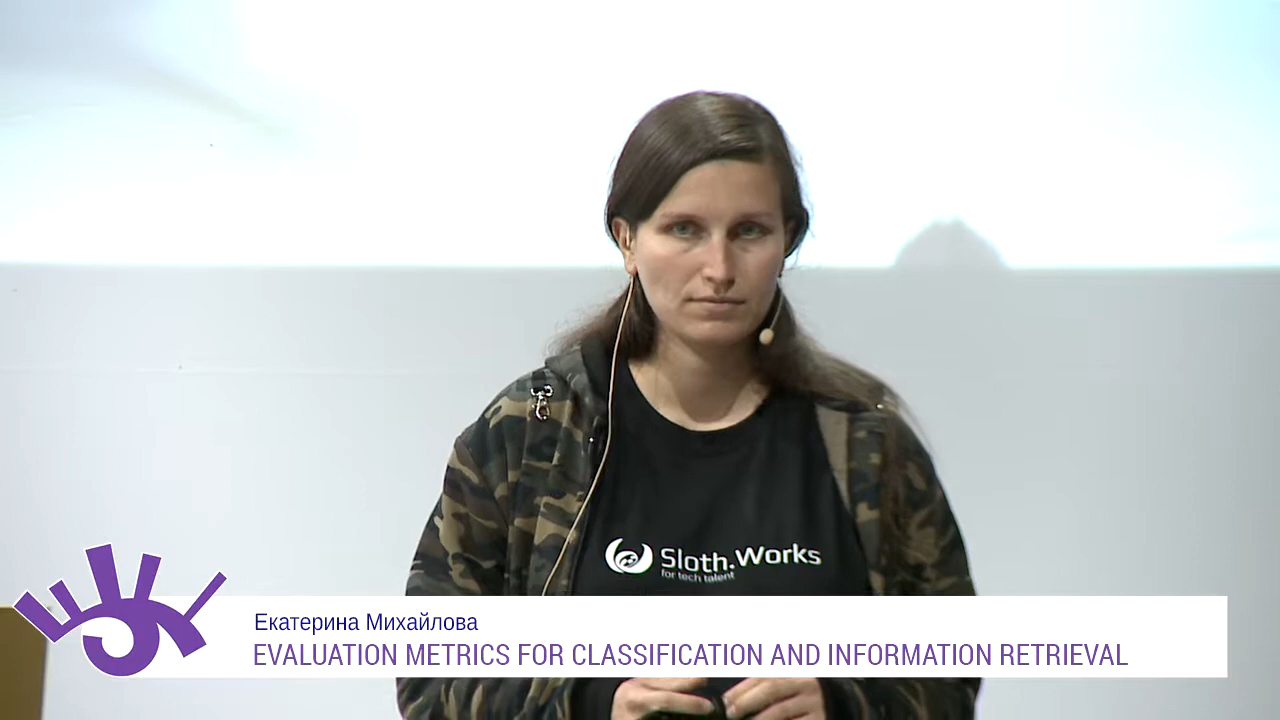 Sloth.Works
for tech talent
Екатерина Михайлова
EVALUATION METRICS FOR CLASSIFICATION AND INFORMATION RETRIEVAL